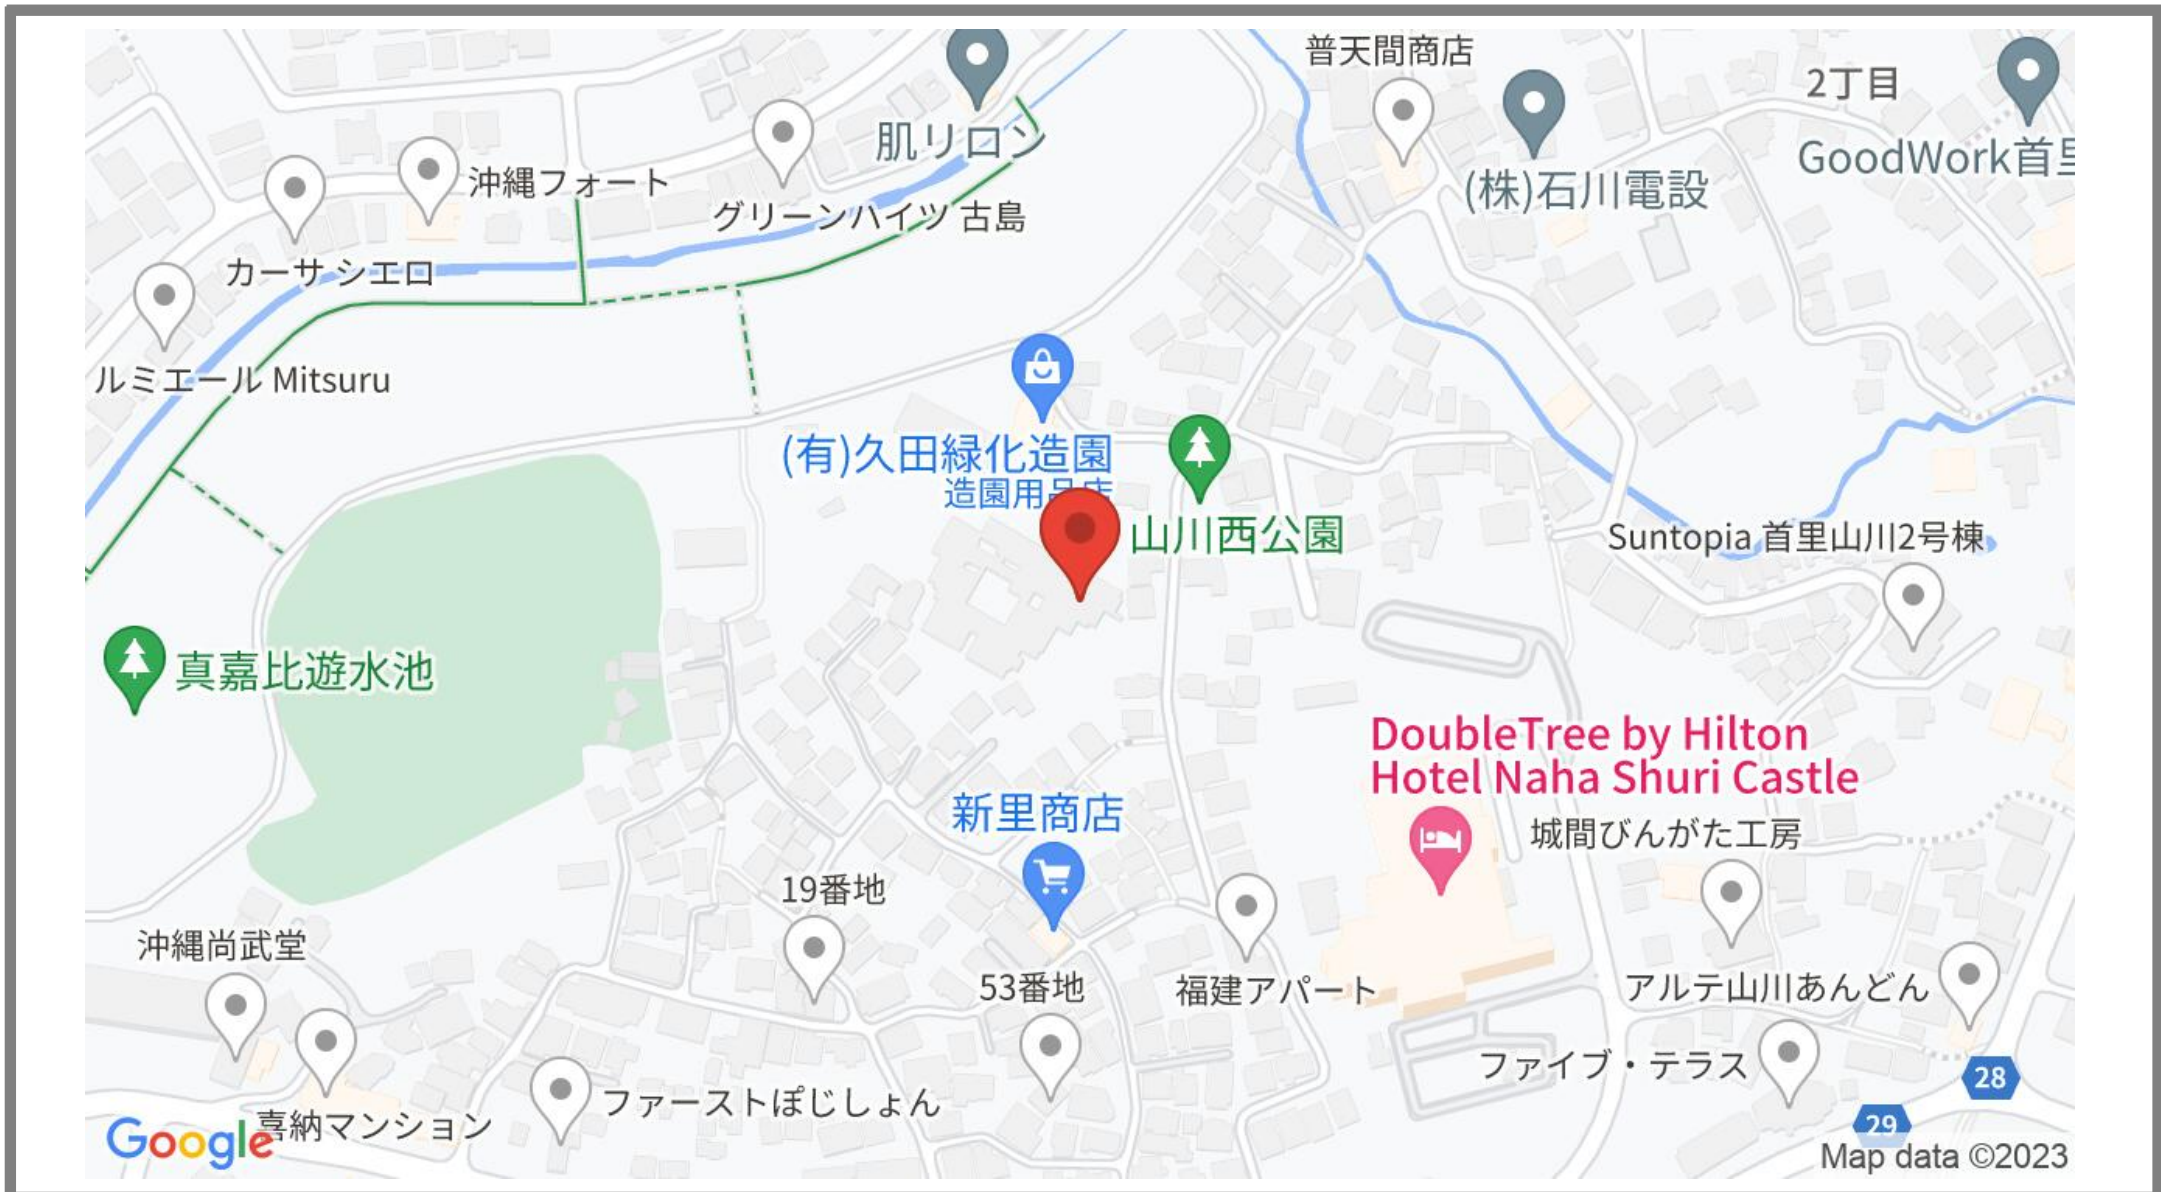 普天間商店
2丁目
肌リロン
GoodWork首里
(株)石川電設
沖縄フォート
グリーンハイツ 古島
カーサ シエロ
ルミエール Mitsuru
(有)久田緑化造園
造園用品店
山川西公園
Suntopia 首里山川2号棟
真嘉比遊水池
DoubleTree by Hilton
Hotel Naha Shuri Castle
新里商店
城間びんがた工房
19番地
沖縄尚武堂
53番地
福建アパート
アルテ山川あんどん
ファイブ・テラス
28
ファーストぽじしょん
喜納マンション
29
Google
Map data ©2023